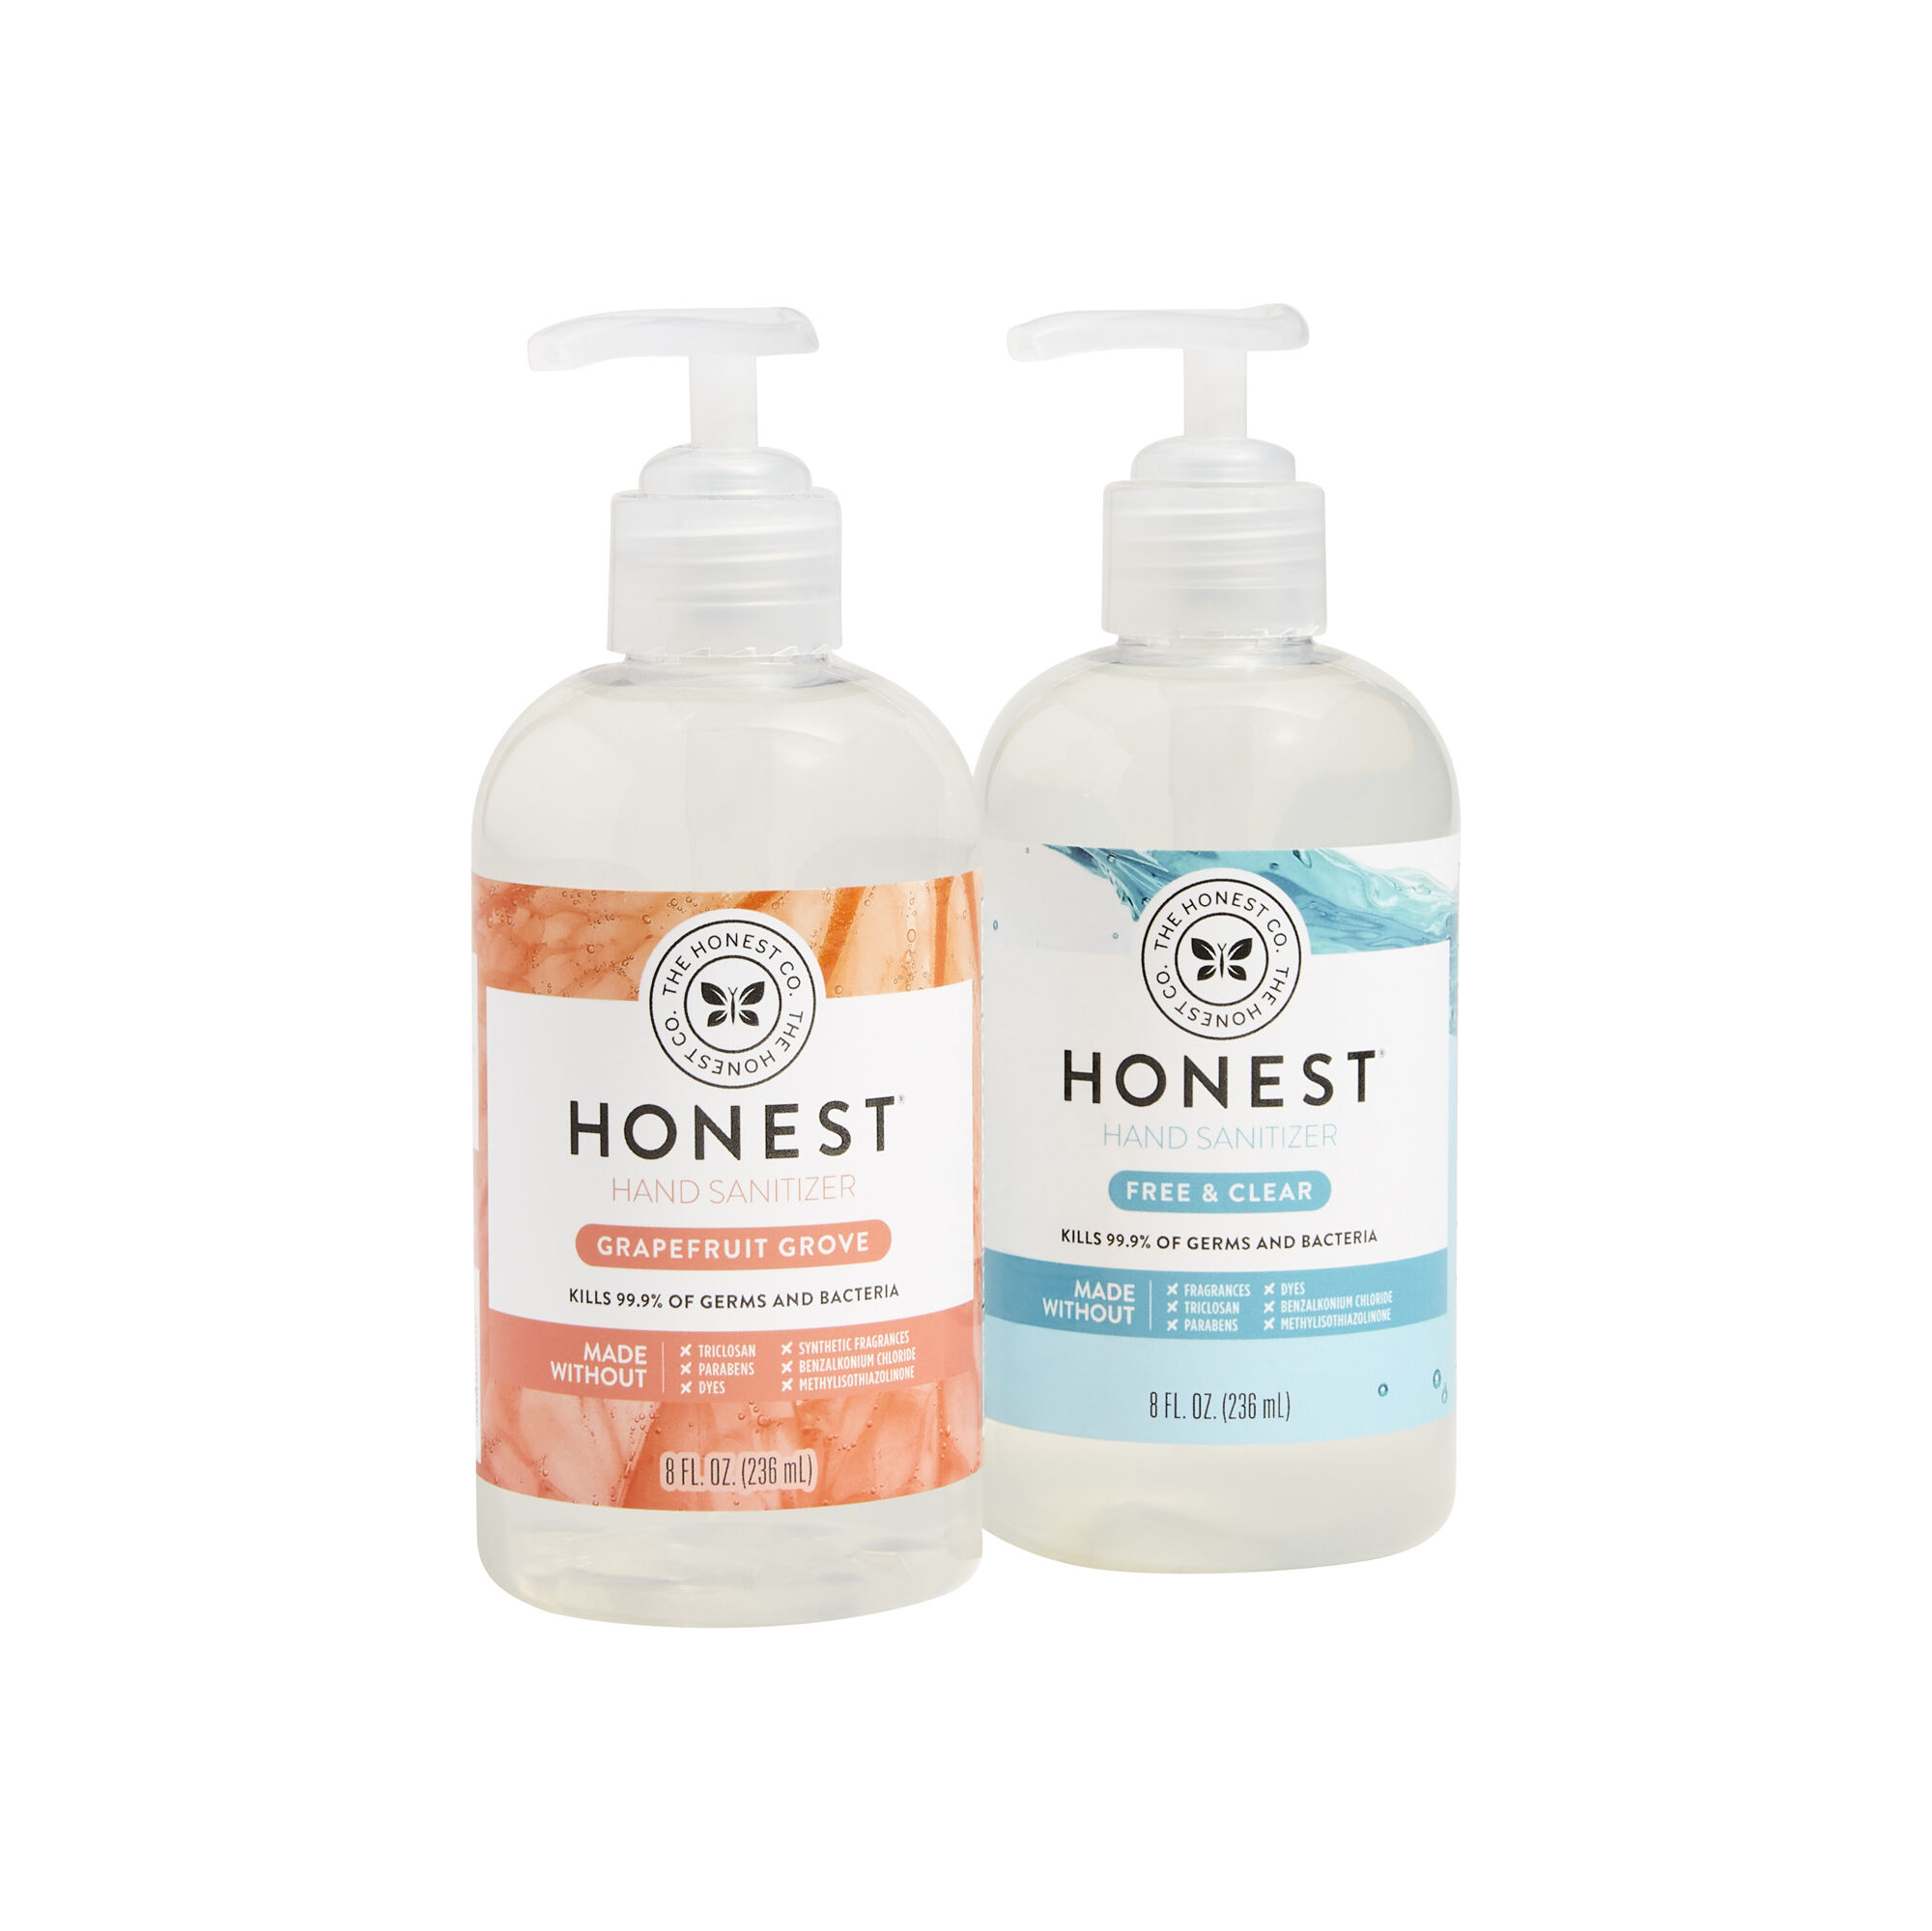 THE HONEST CO. THE HONEST CO.
HONEST®
HAND SANITIZER
GRAPEFRUIT GROVE
KILLS 99.9% OF GERMS AND BACTERIA
MADE WITHOUT
✗ TRICLOSAN ✗ SYNTHETIC FRAGRANCES
✗ PARABENS ✗ BENZALKONIUM CHLORIDE
✗ DYES ✗ METHYLISOTHIAZOLINONE
8 FL. OZ. (236 mL)
THE HONEST CO. THE HONEST CO.
HONEST®
HAND SANITIZER
FREE & CLEAR
KILLS 99.9% OF GERMS AND BACTERIA
MADE WITHOUT
✗ FRAGRANCES ✗ DYES
✗ TRICLOSAN ✗ BENZALKONIUM CHLORIDE
✗ PARABENS ✗ METHYLISOTHIAZOLINONE
8 FL. OZ. (236 mL)